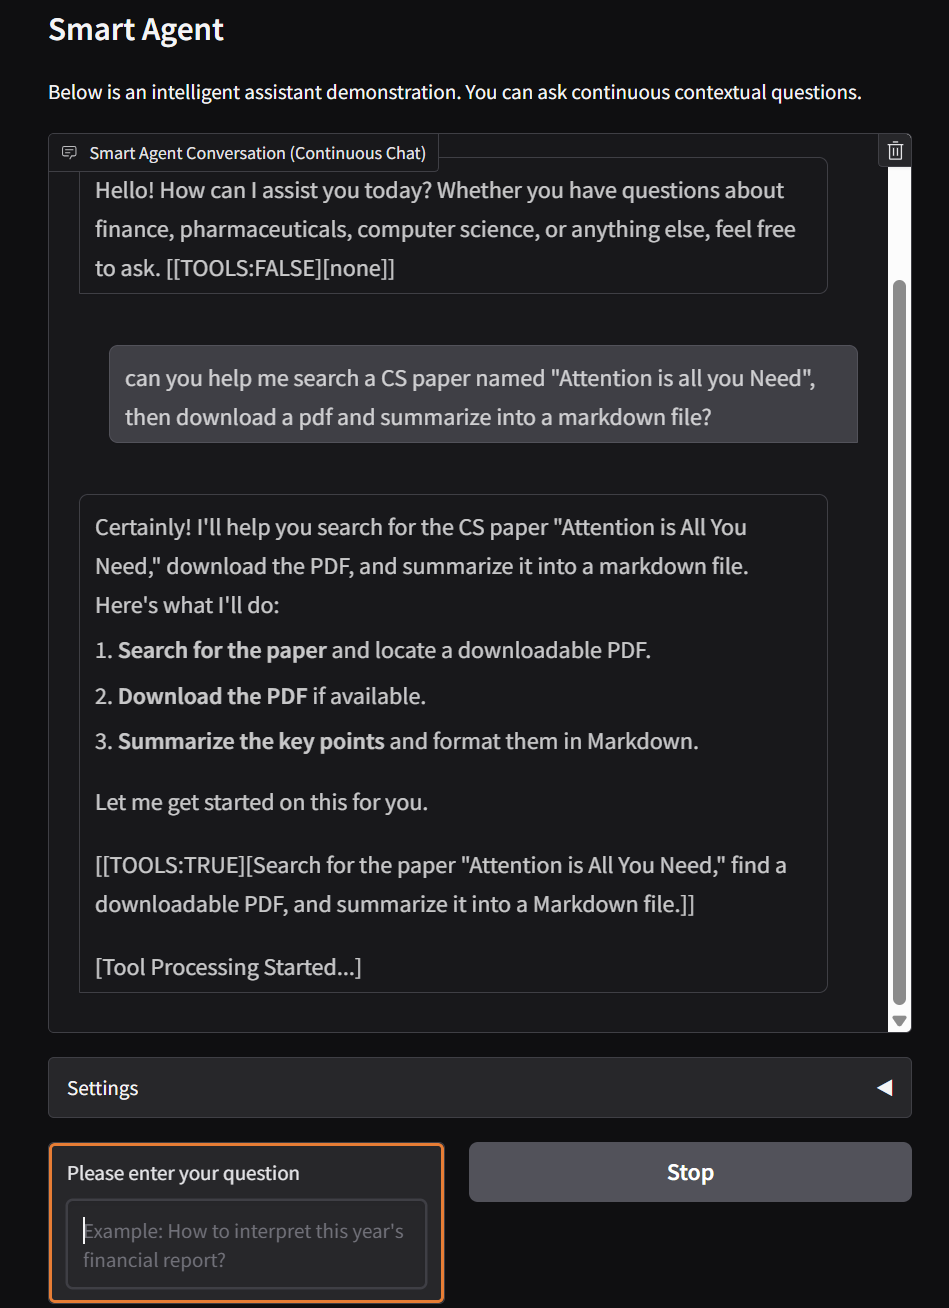 Smart Agent
Below is an intelligent assistant demonstration. You can ask continuous contextual questions.
Smart Agent Conversation (Continuous Chat)
Hello! How can I assist you today? Whether you have questions about
finance, pharmaceuticals, computer science, or anything else, feel free
to ask. [[TOOLS:FALSE][none]]
can you help me search a CS paper named "Attention is all you Need",
then download a pdf and summarize into a markdown file?
Certainly! I'll help you search for the CS paper "Attention is All You
Need," download the PDF, and summarize it into a markdown file.
Here's what I'll do:
1. Search for the paper and locate a downloadable PDF.
2. Download the PDF if available.
3. Summarize the key points and format them in Markdown.
Let me get started on this for you.
[[TOOLS:TRUE][Search for the paper "Attention is All You Need," find a
downloadable PDF, and summarize it into a Markdown file.]]
[Tool Processing Started...]
Settings
Please enter your question
Example: How to interpret this year's
financial report?
Stop